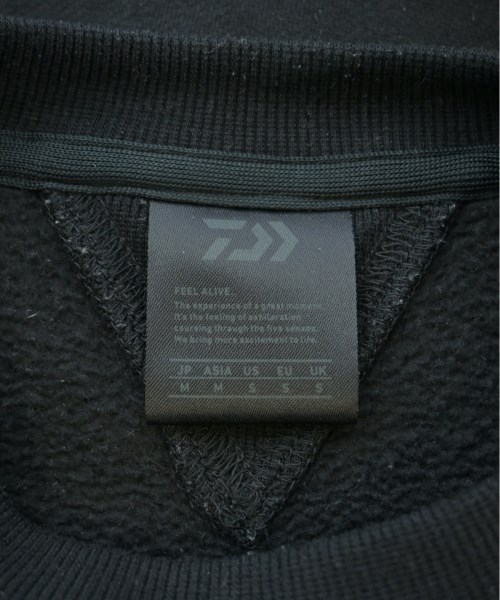 FEEL ALIVE.
The experience of a great moment.
It's the feeling of exhilaration
coursing through the five senses.
We bring more excitement to life.
JP ASIA US EU UK
M M S S S